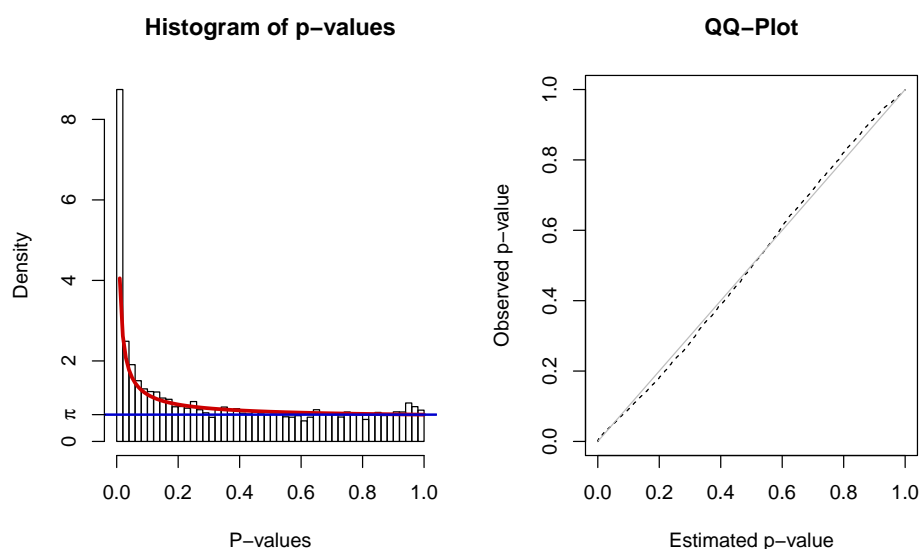 Histogram of p−values
Density
8
6
4
2
π
0
0.0 0.2 0.4 0.6 0.8 1.0
P−values
QQ−Plot
Observed p−value
1.0
0.8
0.6
0.4
0.2
0.0
0.0 0.2 0.4 0.6 0.8 1.0
Estimated p−value